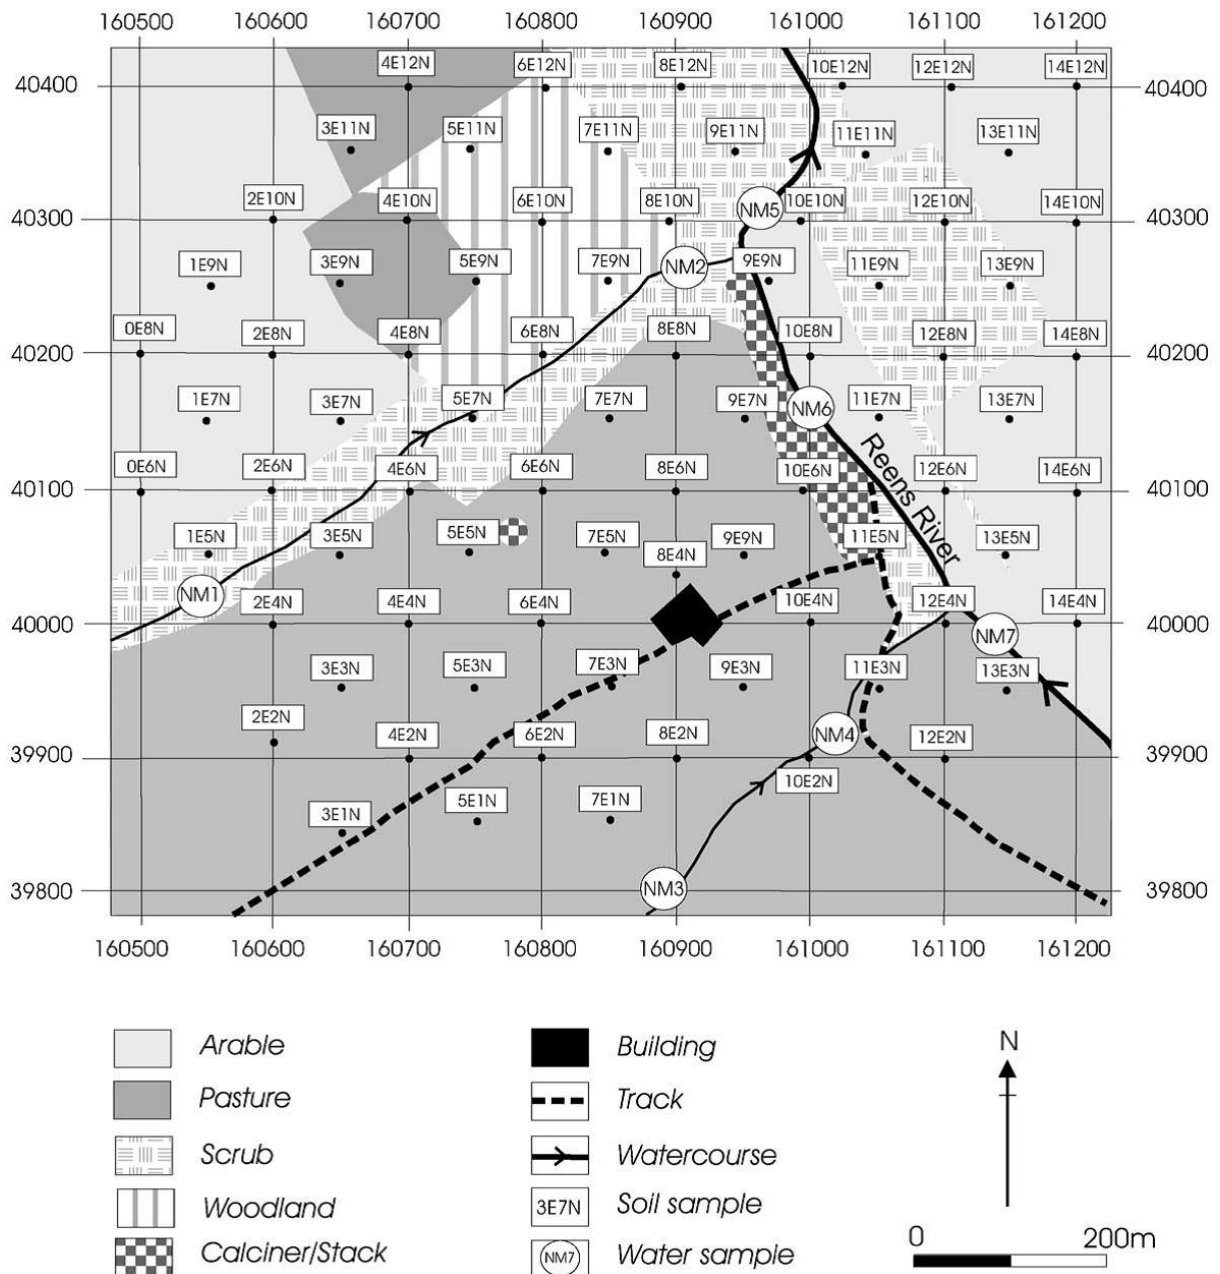 160500 160600 160700 160800 160900 161000 161100 161200
4E12N 6E12N 8E12N 10E12N 12E12N 14E12N
40400 40400
3E11N 5E11N 7E11N 9E11N 11E11N 13E11N
2E10N 4E10N 6E10N 8E10N NM5 10E10N 12E10N 14E10N
40300 40300
1E9N 3E9N 5E9N 7E9N NM2 9E9N 11E9N 13E9N
0E8N 2E8N 4E8N 6E8N 8E8N 10E8N 12E8N 14E8N
40200 40200
1E7N 3E7N 5E7N 7E7N 9E7N NM6 11E7N 13E7N
0E6N 2E6N 4E6N 6E6N 8E6N 10E6N 12E6N 14E6N
40100 40100
Reens River
1E5N 3E5N 5E5N 7E5N 9E9N 11E5N 13E5N
8E4N
NM1 2E4N 4E4N 6E4N 10E4N 12E4N 14E4N
40000 NM7 40000
3E3N 5E3N 7E3N 9E3N 11E3N 13E3N
2E2N 4E2N 6E2N 8E2N NM4 12E2N
39900 39900
10E2N
3E1N 5E1N 7E1N
39800 NM3 39800
160500 160600 160700 160800 160900 161000 161100 161200
Arable Building N
Pasture Track
Scrub Watercourse
Woodland 3E7N Soil sample
Calciner/Stack NM7 Water sample 0 200m